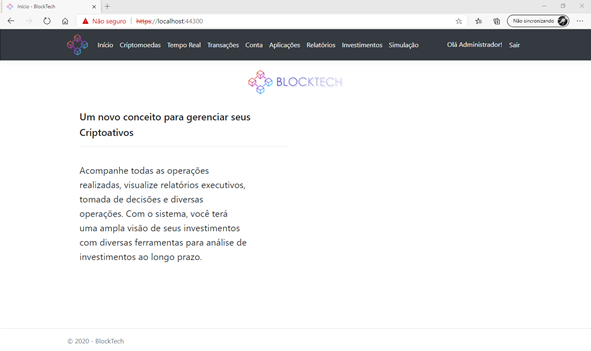 Início - BlockTech
Não seguro
https://localhost:44300
Não sincronizando
Início Criptomoedas Tempo Real Transações Conta Aplicações Relatórios Investimentos Simulação Olá Administrador! Sair
BLOCKTECH
Um novo conceito para gerenciar seus
Criptoativos
Acompanhe todas as operações
realizadas, visualize relatórios executivos,
tomada de decisões e diversas
operações. Com o sistema, você terá
uma ampla visão de seus investimentos
com diversas ferramentas para análise de
investimentos ao longo prazo.
© 2020 - BlockTech